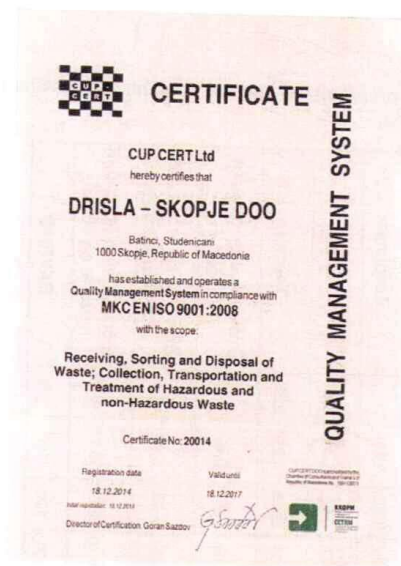 CUP-
CERT
CERTIFICATE
CUP CERT Ltd
hereby certifies that
DRISLA – SKOPJE DOO
Batinci, Studenicani
1000 Skopje, Republic of Macedonia
has established and operates a
Quality Management System in compliance with
MKC EN ISO 9001:2008
with the scope:
Receiving, Sorting and Disposal of
Waste; Collection, Transportation and
Treatment of Hazardous and
non-Hazardous Waste
Certificate No: 20014
Registration date
Valid until
18.12.2014
18.12.2017
Director of Certification Goran Sazdov
QUALITY MANAGEMENT SYSTEM